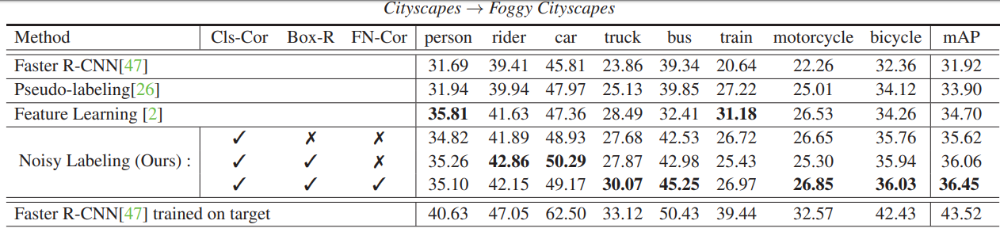 Cityscapes → Foggy Cityscapes
Method Cls-Cor Box-R FN-Cor person rider car truck bus train motorcycle bicycle mAP
Faster R-CNN[47] 31.69 39.41 45.81 23.86 39.34 20.64 22.26 32.36 31.92
Pseudo-labeling[26] 31.94 39.94 47.97 25.13 39.85 27.22 25.01 34.12 33.90
Feature Learning [2] 35.81 41.63 47.36 28.49 32.41 31.18 26.53 34.26 34.70
✓ ✗ ✗ 34.82 41.89 48.93 27.68 42.53 26.72 26.65 35.76 35.62
Noisy Labeling (Ours) : ✓ ✓ ✗ 35.26 42.86 50.29 27.87 42.98 25.43 25.30 35.94 36.06
✓ ✓ ✓ 35.10 42.15 49.17 30.07 45.25 26.97 26.85 36.03 36.45
Faster R-CNN[47] trained on target 40.63 47.05 62.50 33.12 50.43 39.44 32.57 42.43 43.52